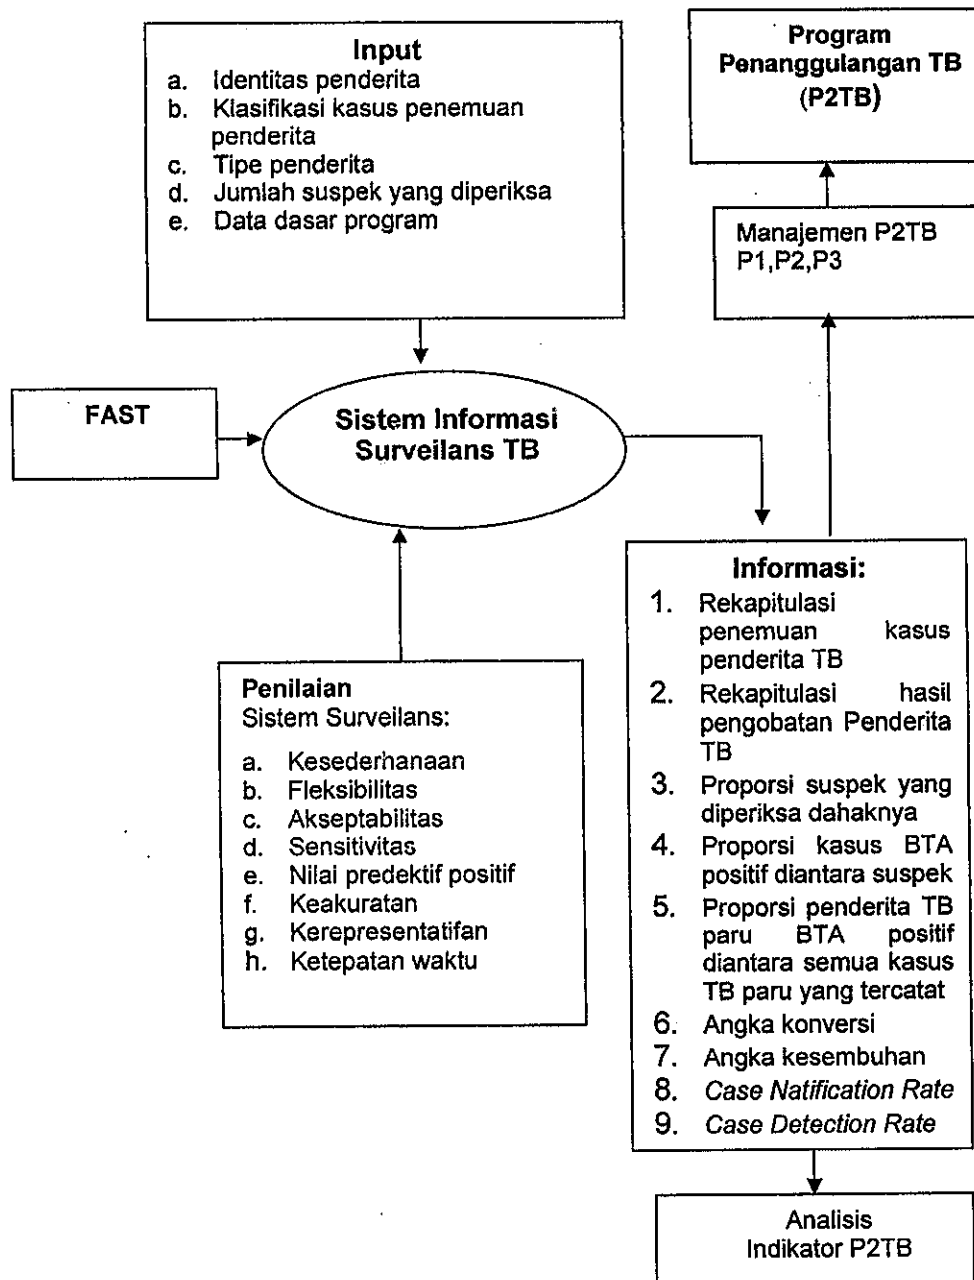 Input
a. Identitas penderita
b. Klasifikasi kasus penemuan
penderita
c. Tipe penderita
d. Jumlah suspek yang diperiksa
e. Data dasar program
Program
Penanggulangan TB
(P2TB)
Manajemen P2TB
P1,P2,P3
FAST
Sistem Informasi
Surveilans TB
Penilaian
Sistem Surveilans:
a. Kesederhanaan
b. Fleksibilitas
c. Akseptabilitas
d. Sensitivitas
e. Nilai predektif positif
f. Keakuratan
g. Kerepresentatifan
h. Ketepatan waktu
Informasi:
1. Rekapitulasi
penemuan kasus
penderita TB
2. Rekapitulasi hasil
pengobatan Penderita
TB
3. Proporsi suspek yang
diperiksa dahaknya
4. Proporsi kasus BTA
positif diantara suspek
5. Proporsi penderita TB
paru BTA positif
diantara semua kasus
TB paru yang tercatat
6. Angka konversi
7. Angka kesembuhan
8. Case Natification Rate
9. Case Detection Rate
Analisis
Indikator P2TB